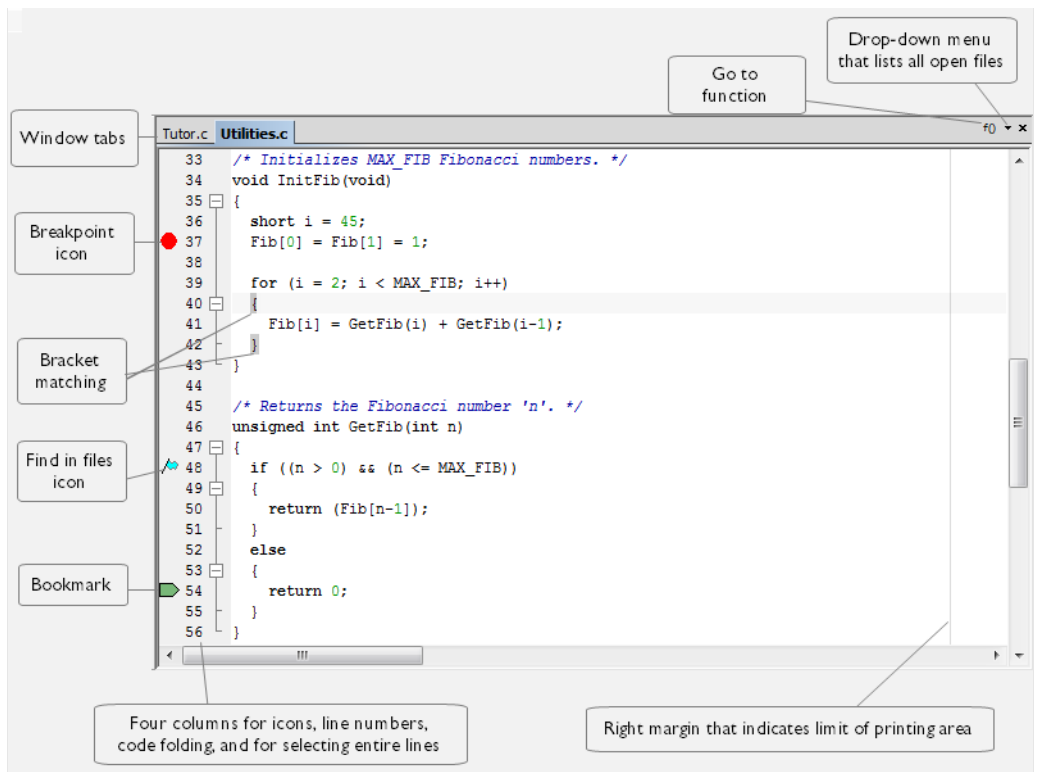 Drop-down menu
that lists all open files
Go to
function
Window tabs
Tutor.c Utilities.c
f()
33 /* Initializes MAX_FIB Fibonacci numbers. */
34 void InitFib(void)
35 {
36 short i = 45;
Breakpoint
icon
37 Fib[0] = Fib[1] = 1;
38
39 for (i = 2; i < MAX_FIB; i++)
40 {
41 Fib[i] = GetFib(i) + GetFib(i-1);
42 }
Bracket
matching
43 }
44
45 /* Returns the Fibonacci number 'n'. */
46 unsigned int GetFib(int n)
47 {
Find in files
icon
48 if ((n > 0) && (n <= MAX_FIB))
49 {
50 return (Fib[n-1]);
51 }
52 else
53 {
Bookmark
54 return 0;
55 }
56 }
Four columns for icons, line numbers,
code folding, and for selecting entire lines
Right margin that indicates limit of printing area